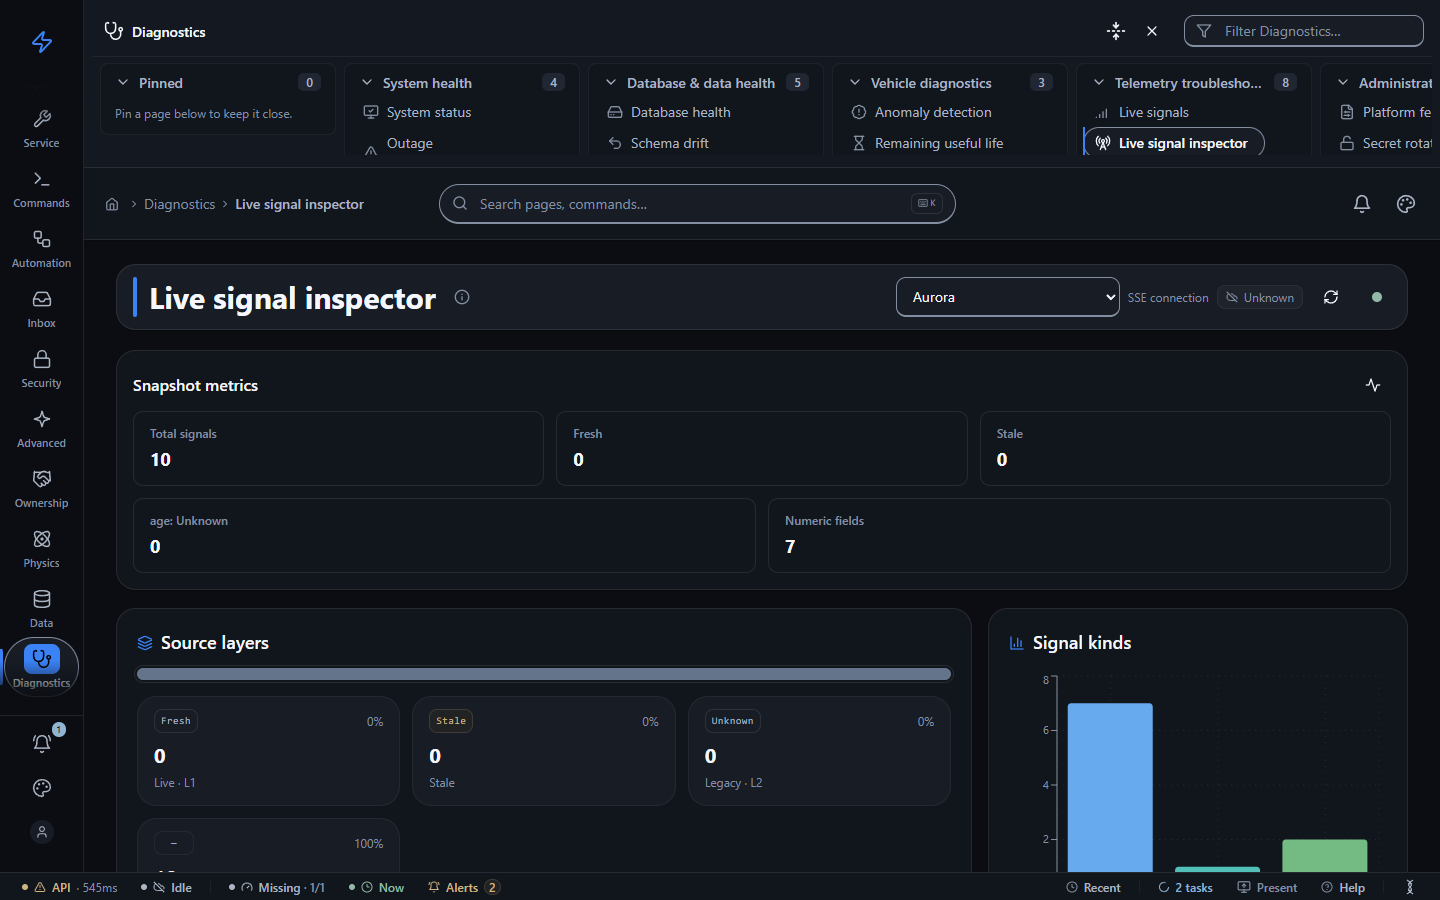 Diagnostics
Filter Diagnostics...
Pinned 0
Pin a page below to keep it close.
System health 4
System status
Outage
Database & data health 5
Database health
Schema drift
Vehicle diagnostics 3
Anomaly detection
Remaining useful life
Telemetry troublesho... 8
Live signals
Live signal inspector
Administrat
Platform fe
Secret rota
Service
Commands
Automation
Inbox
Security
Advanced
Ownership
Physics
Data
Diagnostics
1
Diagnostics
Live signal inspector
Search pages, commands...
K
Live signal inspector
Aurora
SSE connection
Unknown
Snapshot metrics
Total signals
10
Fresh
0
Stale
0
age: Unknown
0
Numeric fields
7
Source layers
Fresh 0%
0
Live · L1
Stale 0%
0
Stale
Unknown 0%
0
Legacy · L2
– 100%
Signal kinds
8
6
4
2
API · 545ms
Idle
Missing · 1/1
Now
Alerts 2
Recent
2 tasks
Present
Help